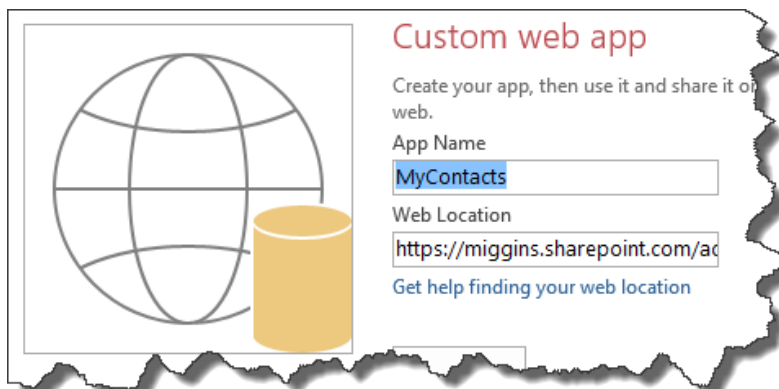 Custom web app
Create your app, then use it and share it on
web.
App Name
MyContacts
Web Location
https://miggins.sharepoint.com/ac
Get help finding your web location